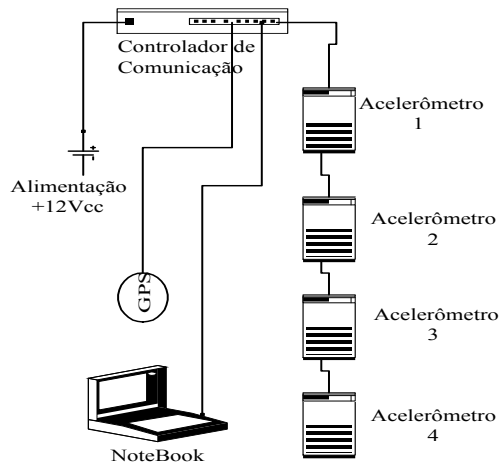 Controlador de
Comunicação
Acelerômetro
1
Alimentação
+12Vcc
Acelerômetro
2
GPS
Acelerômetro
3
Acelerômetro
4
NoteBook